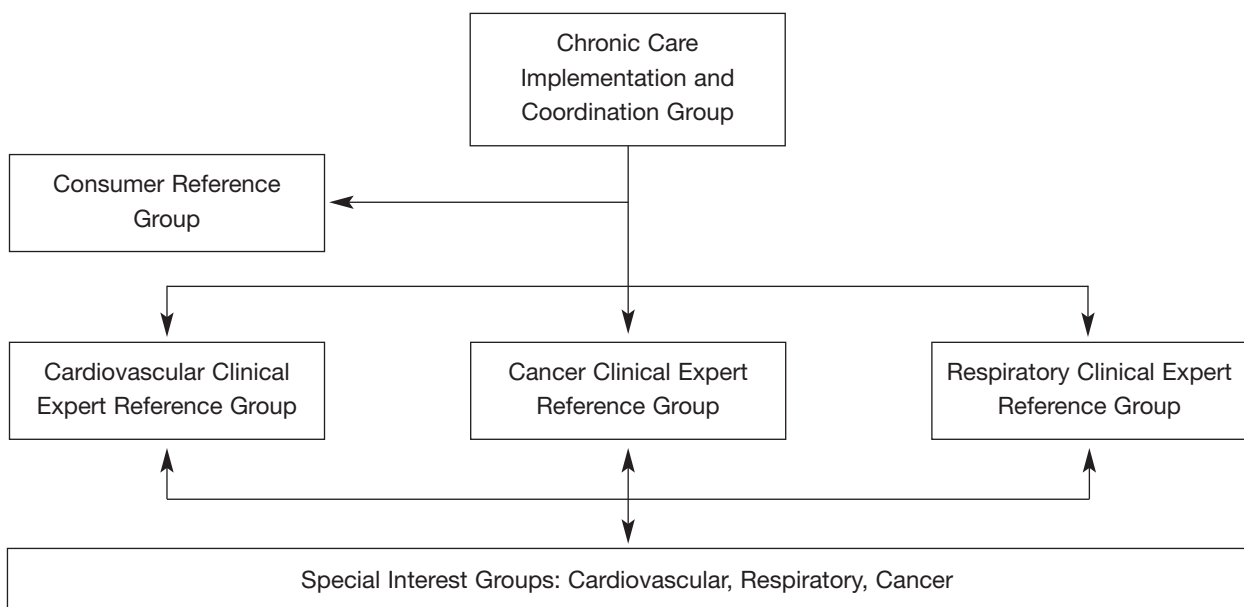 Chronic Care
Implementation and
Coordination Group
Consumer Reference
Group
Cardiovascular Clinical
Expert Reference Group
Cancer Clinical Expert
Reference Group
Respiratory Clinical Expert
Reference Group
Special Interest Groups: Cardiovascular, Respiratory, Cancer